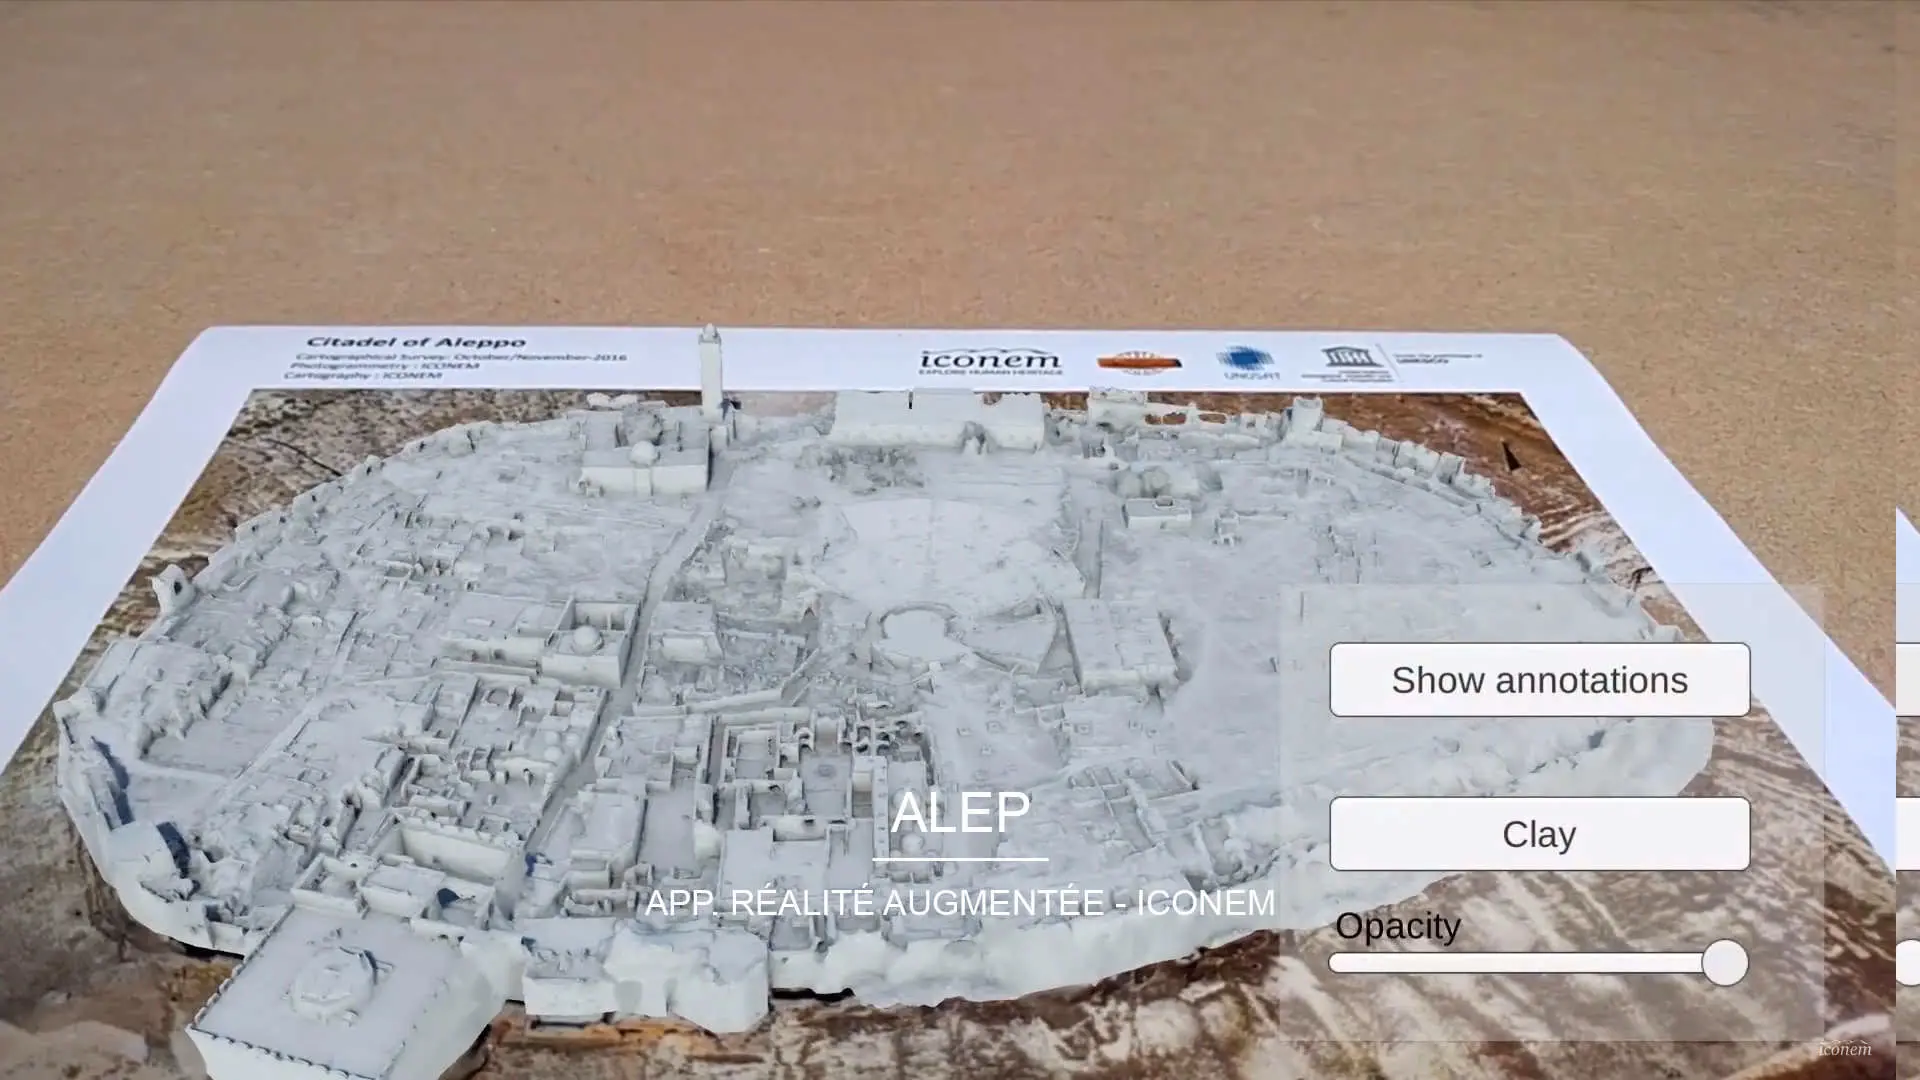 Citadel of Aleppo
Cartographical Survey: October/November-2016
Photogrammetry : ICONEM
Cartography : ICONEM
iconem
EXPLORE HUMAN HERITAGE
UNOSAT
UNESCO
Show annotations
Clay
ALEP
APP. RÉALITÉ AUGMENTÉE - ICONEM
Opacity
iconem